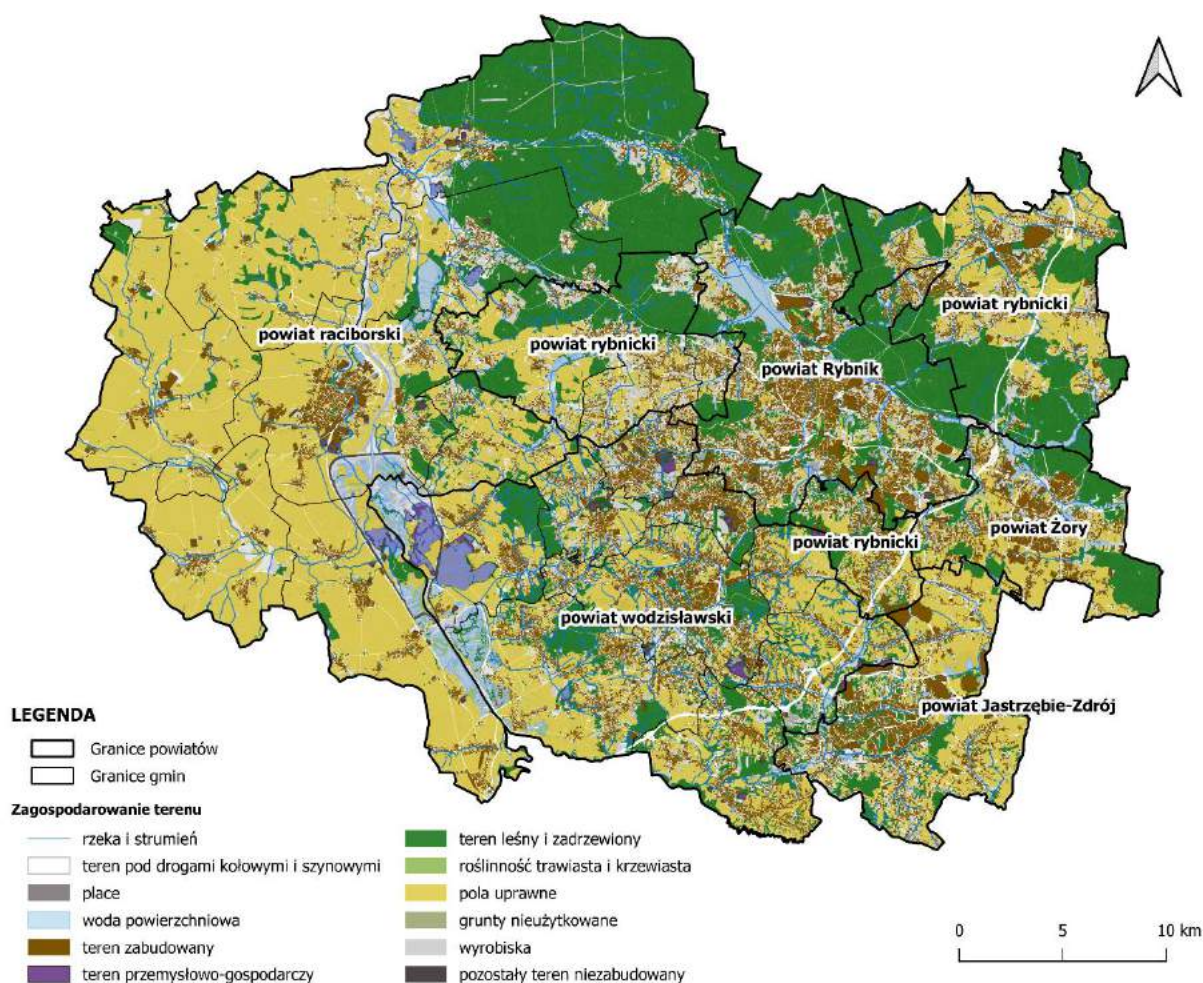 powiat rybnicki
powiat raciborski
powiat rybnicki
powiat Rybnik
powiat Żory
powiat rybnicki
powiat wodzisławski
powiat Jastrzębie-Zdrój
LEGENDA
Granice powiatów
Granice gmin
Zagospodarowanie terenu
rzeka i strumień
teren pod drogami kołowymi i szynowymi
place
woda powierzchniowa
teren zabudowany
teren przemysłowo-gospodarczy
teren leśny i zadrzewiony
roślinność trawiasta i krzewiasta
pola uprawne
grunty nieużytkowane
wyrobiska
pozostały teren niezabudowany
0 5 10 km